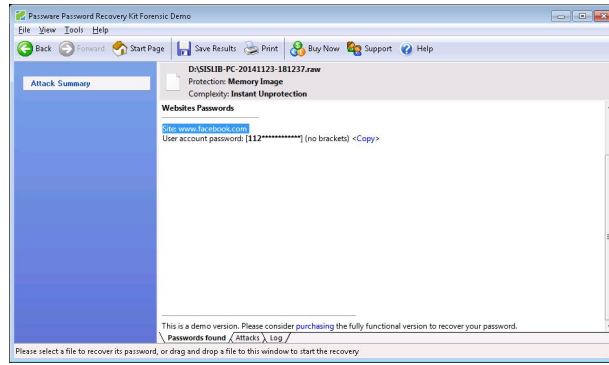 Passware Password Recovery Kit Forensic Demo
File View Tools Help
Back Forward Start Page Save Results Print Buy Now Support Help
D:\SISLIB-PC-20141123-181237.raw
Attack Summary
Protection: Memory Image
Complexity: Instant Unprotection
Websites Passwords
Site: www.facebook.com
User account password: [112************] (no brackets) <Copy>
This is a demo version. Please consider purchasing the fully functional version to recover your password.
Passwords found Attacks Log
Please select a file to recover its password, or drag and drop a file to this window to start the recovery